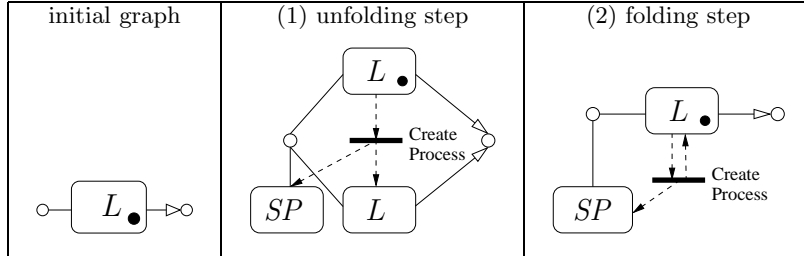 initial graph
(1) unfolding step
(2) folding step
L
L
Create
Process
SP
L
L
Create
Process
SP